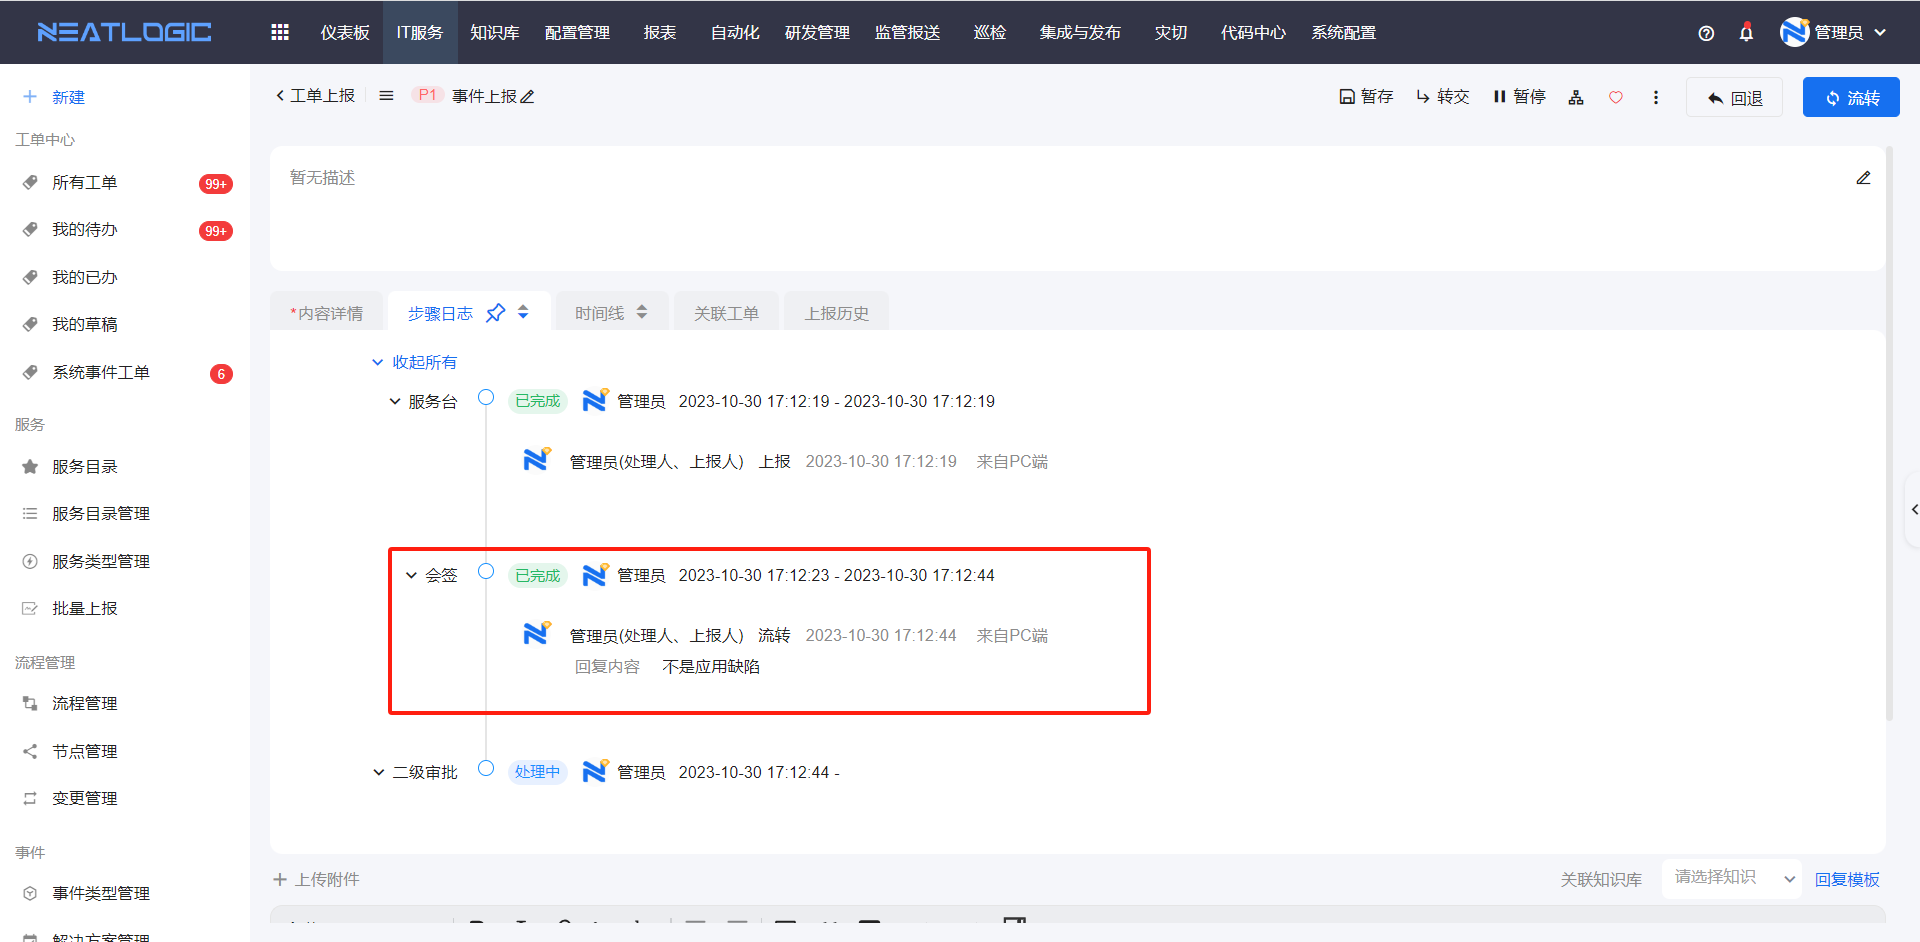 NEATLOGIC
仪表板 IT服务 知识库 配置管理 报表 自动化 研发管理 监管报送 巡检 集成与发布 灾切 代码中心 系统配置
管理员
新建
工单中心
所有工单 99+
我的待办 99+
我的已办
我的草稿
系统事件工单 6
服务
服务目录
服务目录管理
服务类型管理
批量上报
流程管理
流程管理
节点管理
变更管理
事件
事件类型管理
解决方案管理
工单上报 P1 事件上报
暂存 转交 暂停 回退 流转
暂无描述
*内容详情 步骤日志 时间线 关联工单 上报历史
收起所有
服务台 已完成 管理员 2023-10-30 17:12:19 - 2023-10-30 17:12:19
管理员(处理人、上报人) 上报 2023-10-30 17:12:19 来自PC端
会签 已完成 管理员 2023-10-30 17:12:23 - 2023-10-30 17:12:44
管理员(处理人、上报人) 流转 2023-10-30 17:12:44 来自PC端
回复内容 不是应用缺陷
二级审批 处理中 管理员 2023-10-30 17:12:44 -
上传附件
关联知识库 请选择知识 回复模板